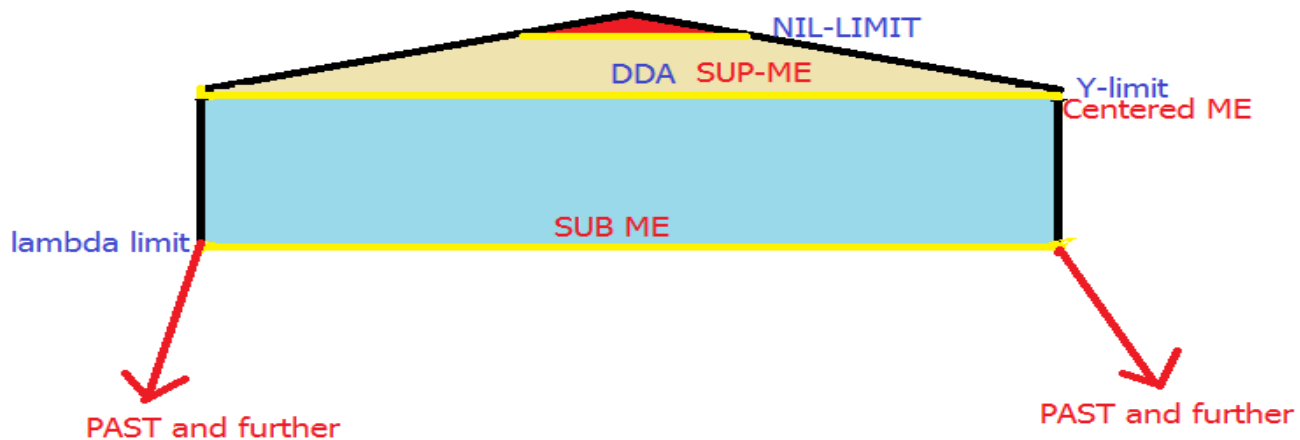 NIL-LIMIT
DDA SUP-ME
Y-limit
Centered ME
SUB ME
lambda limit
PAST and further
PAST and further